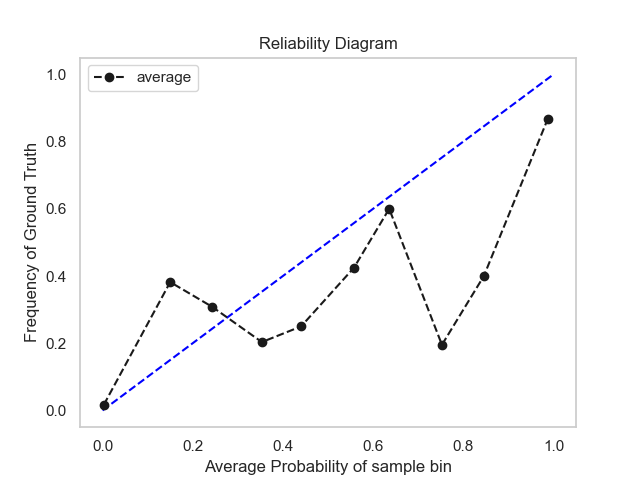 Reliability Diagram
average
Frequency of Ground Truth
1.0
0.8
0.6
0.4
0.2
0.0
0.0 0.2 0.4 0.6 0.8 1.0
Average Probability of sample bin